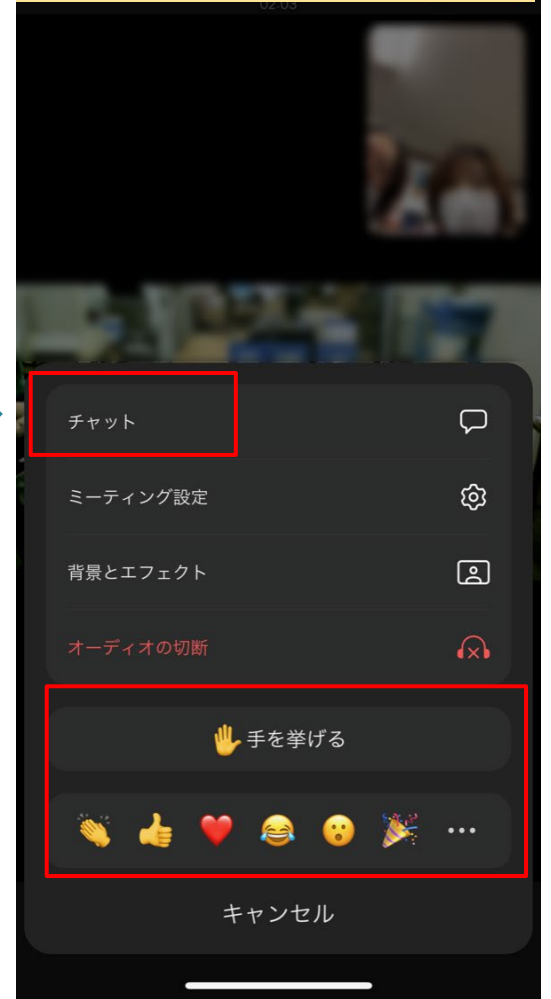 02:03
チャット
ミーティング設定
背景とエフェクト
オーディオの切断
手を挙げる
キャンセル